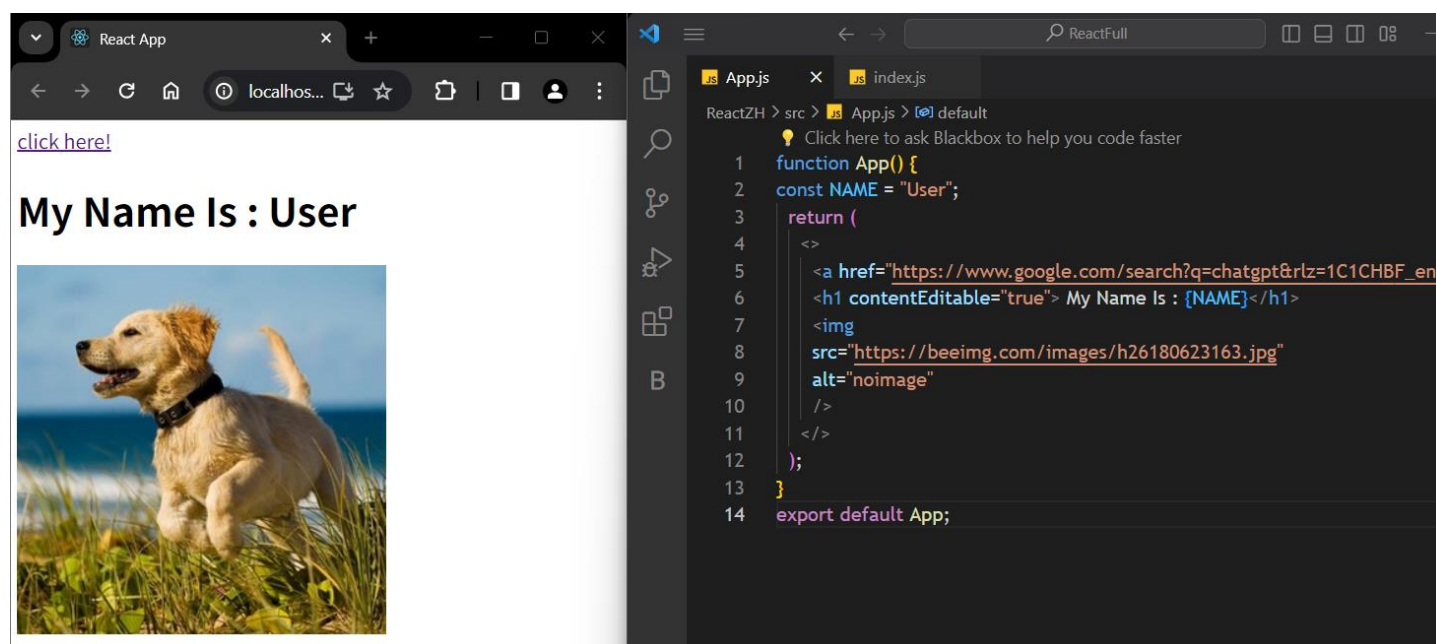 React App
localhos...
click here!
My Name Is : User
ReactFull
App.js
index.js
ReactZH > src > App.js > default
Click here to ask Blackbox to help you code faster
1 function App() {
2 const NAME = "User";
3 return (
4 <>
5 <a href="https://www.google.com/search?q=chatgpt&rlz=1C1CHBF_en
6 <h1 contentEditable="true"> My Name Is : {NAME}</h1>
7 <img
8 src="https://beeimg.com/images/h26180623163.jpg"
9 alt="noimage"
10 />
11 </>
12 );
13 }
14 export default App;